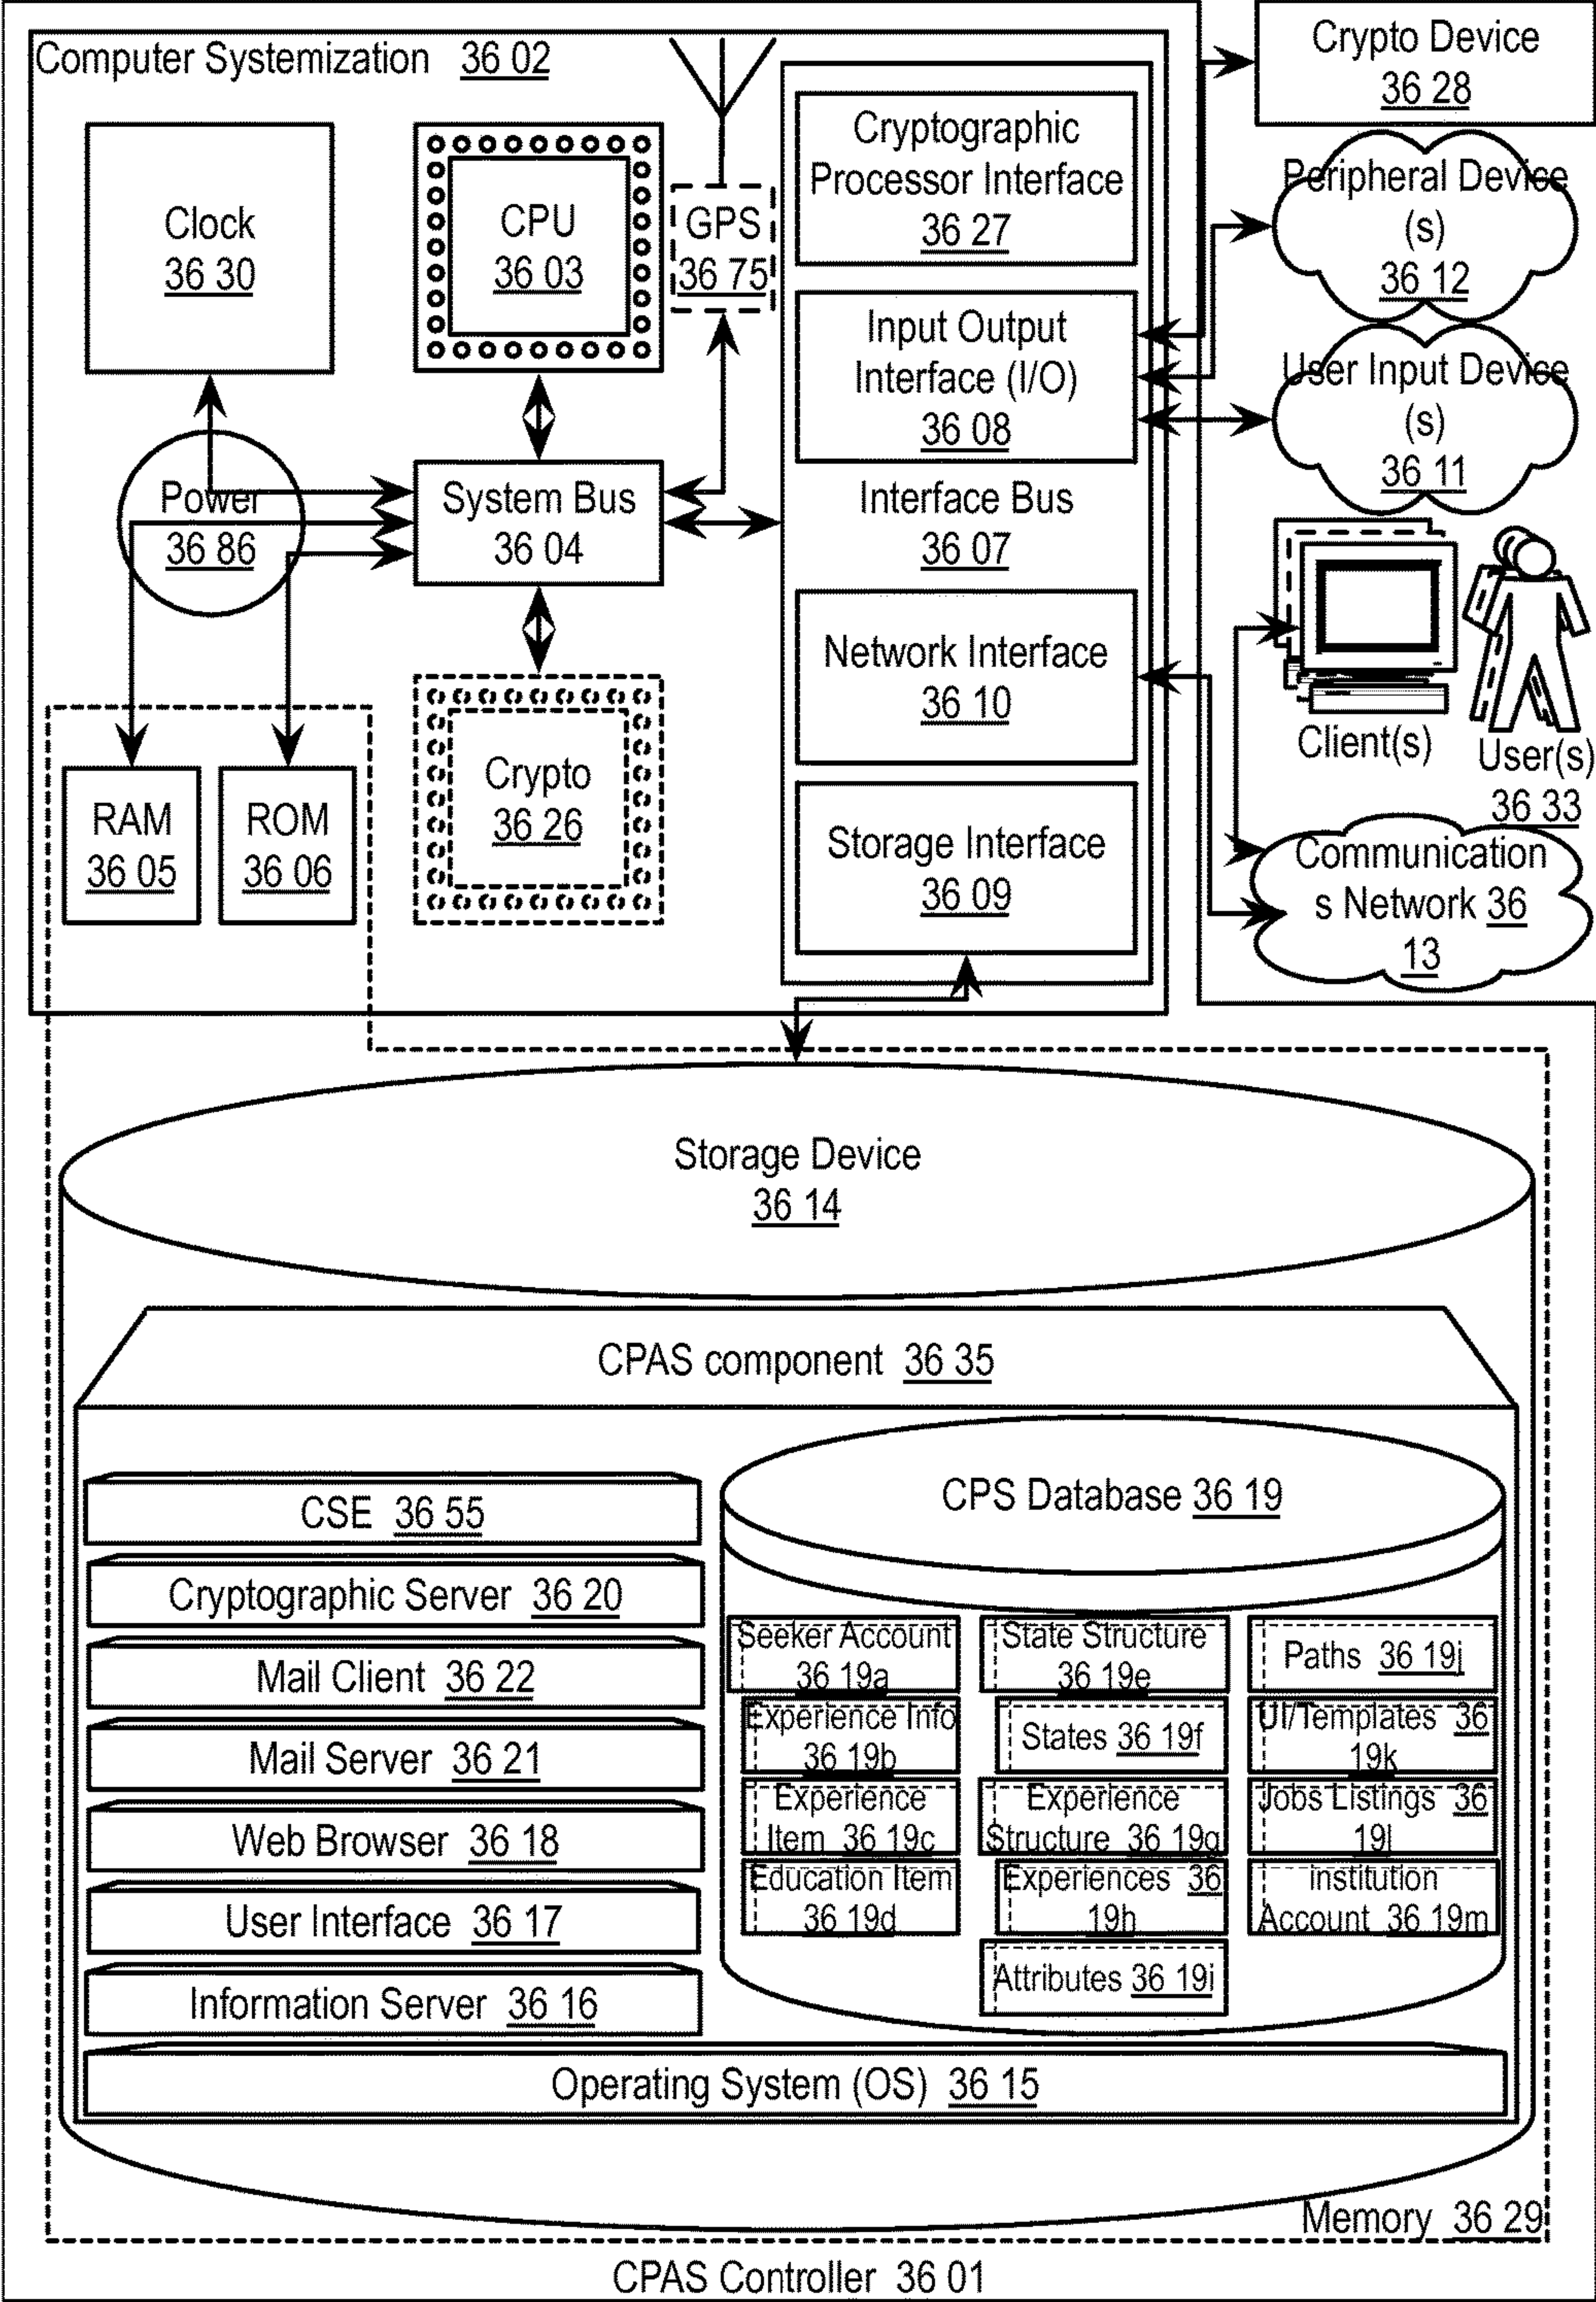 Computer Systemization 36 02
Clock
36 30
CPU
36 03
GPS
36 75
Power
36 86
System Bus
36 04
Crypto
36 26
RAM
36 05
ROM
36 06
Cryptographic
Processor Interface
36 27
Input Output
Interface (I/O)
36 08
Interface Bus
36 07
Network Interface
36 10
Storage Interface
36 09
Crypto Device
36 28
Peripheral Device
(s)
36 12
User Input Device
(s)
36 11
Client(s)
User(s)
36 33
Communication
s Network 36
13
Storage Device
36 14
CPAS component 36 35
CSE 36 55
Cryptographic Server 36 20
Mail Client 36 22
Mail Server 36 21
Web Browser 36 18
User Interface 36 17
Information Server 36 16
CPS Database 36 19
Seeker Account
36 19a
Experience Info
36 19b
Experience
Item 36 19c
Education Item
36 19d
State Structure
36 19e
States 36 19f
Experience
Structure 36 19g
Experiences 36
19h
Attributes 36 19i
Paths 36 19j
UI/Templates 36
19k
Jobs Listings 36
19l
institution
Account 36 19m
Operating System (OS) 36 15
Memory 36 29
CPAS Controller 36 01